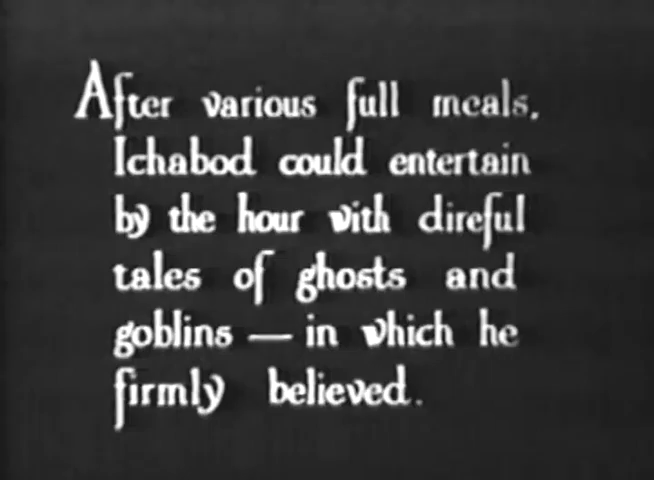 After various full meals,
Ichabod could entertain
by the hour with direful
tales of ghosts and
goblins — in which he
firmly believed.